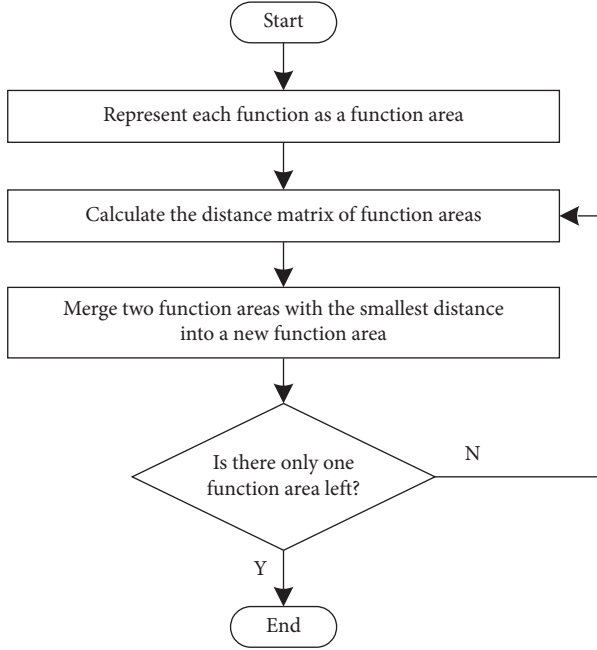 Start
Represent each function as a function area
Calculate the distance matrix of function areas
Merge two function areas with the smallest distance
into a new function area
Is there only one
function area left?
N
Y
End